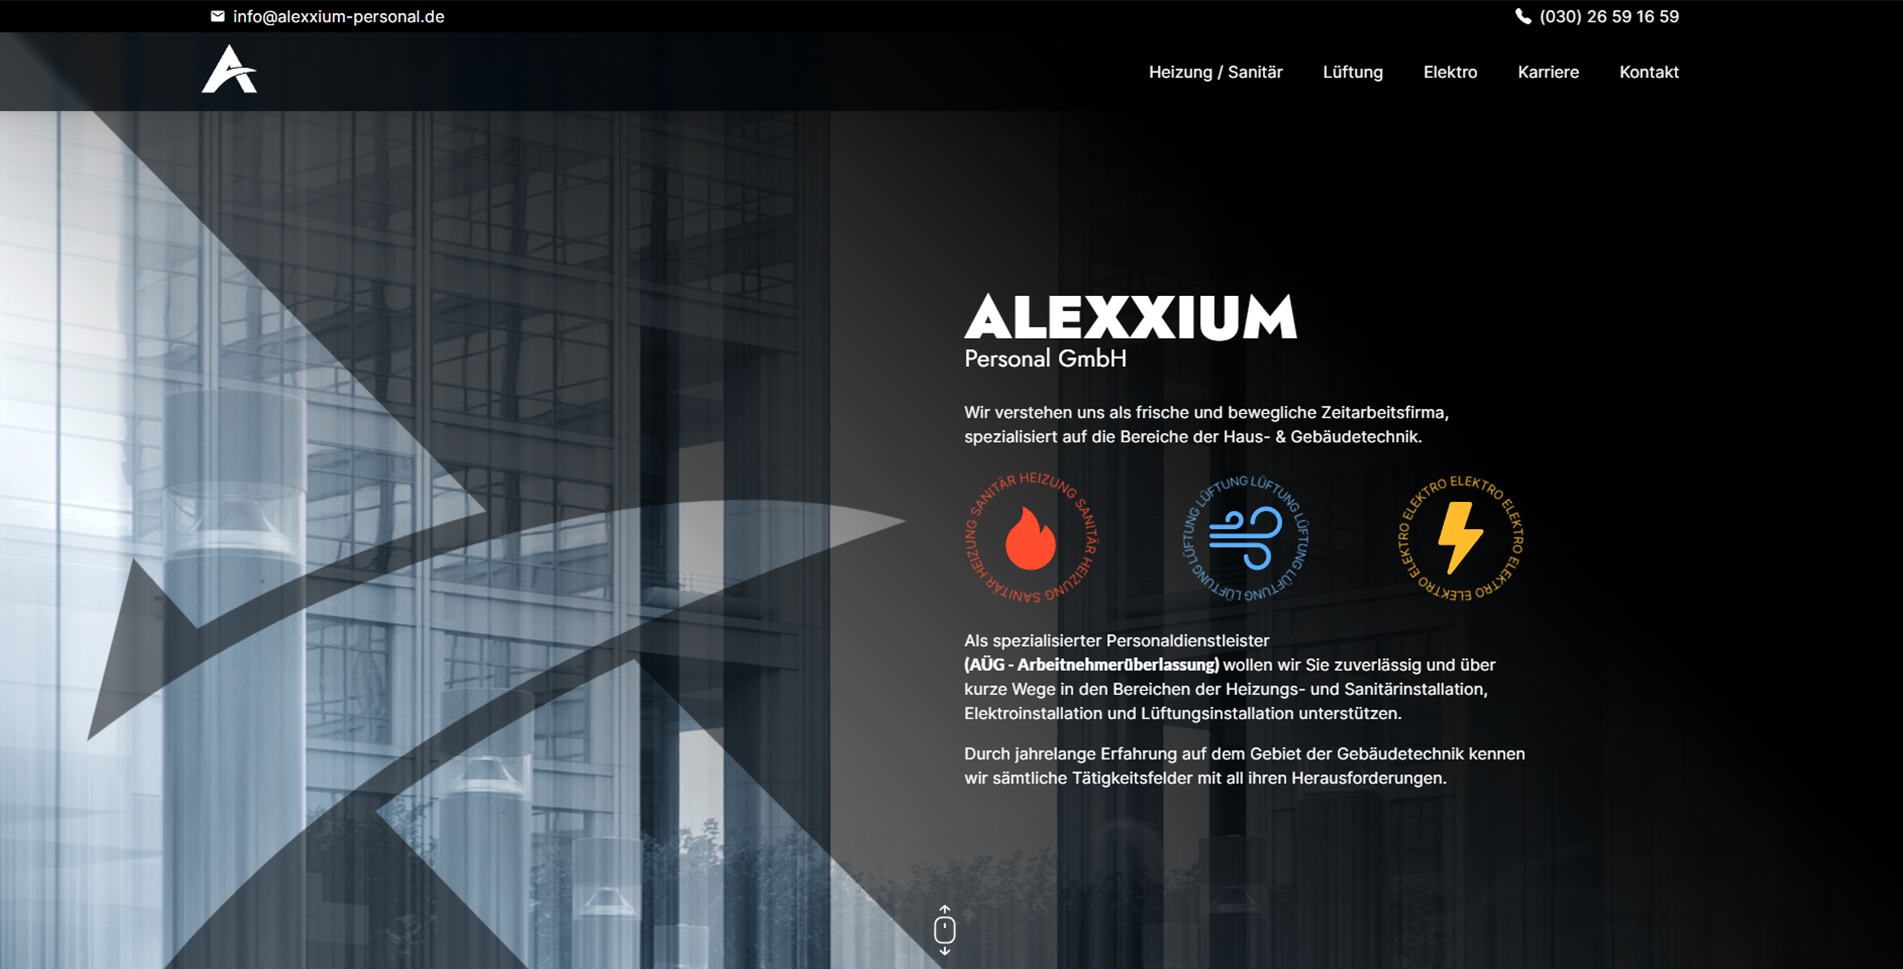 info@alexxium-personal.de
(030) 26 59 16 59
Heizung / Sanitär
Lüftung
Elektro
Karriere
Kontakt
ALEXXIUM
Personal GmbH
Wir verstehen uns als frische und bewegliche Zeitarbeitsfirma,
spezialisiert auf die Bereiche der Haus- & Gebäudetechnik.
HEIZUNG SANITÄR HEIZUNG SANITÄR HEIZUNG SANITÄR
LÜFTUNG LÜFTUNG LÜFTUNG LÜFTUNG LÜFTUNG LÜFTUNG
ELEKTRO ELEKTRO ELEKTRO ELEKTRO ELEKTRO ELEKTRO
Als spezialisierter Personaldienstleister
(AÜG - Arbeitnehmerüberlassung) wollen wir Sie zuverlässig und über
kurze Wege in den Bereichen der Heizungs- und Sanitärinstallation,
Elektroinstallation und Lüftungsinstallation unterstützen.
Durch jahrelange Erfahrung auf dem Gebiet der Gebäudetechnik kennen
wir sämtliche Tätigkeitsfelder mit all ihren Herausforderungen.